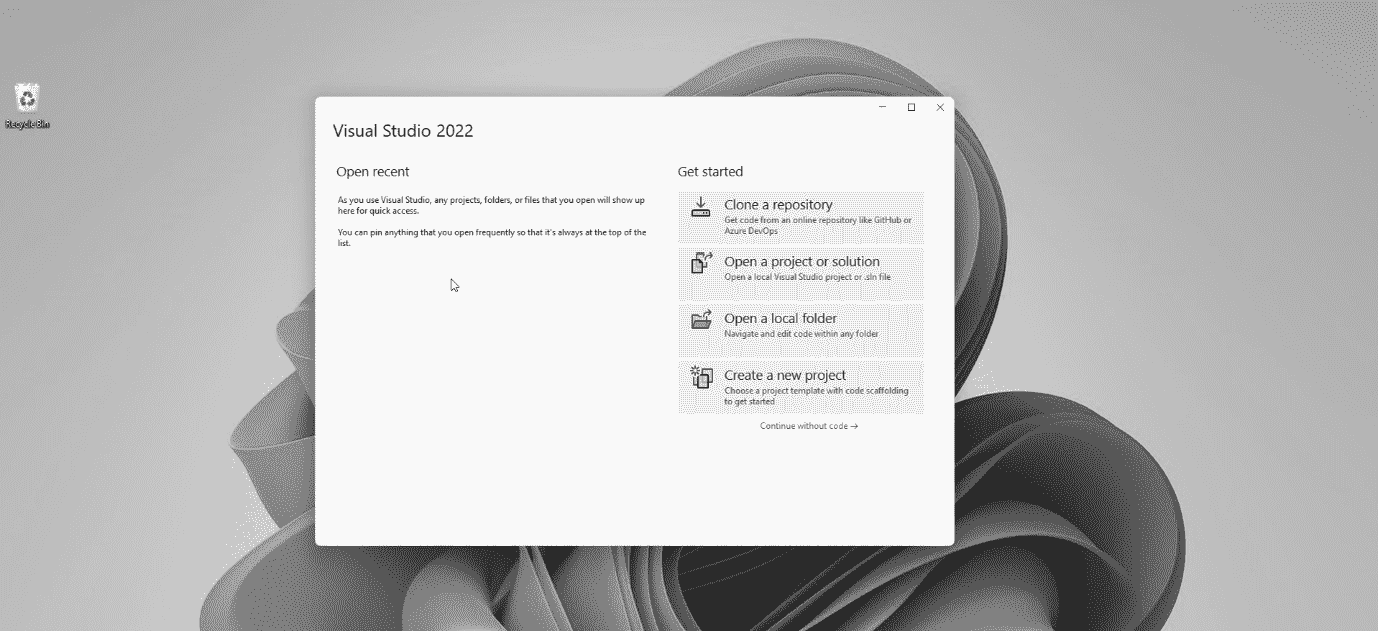 Recycle Bin
Visual Studio 2022
Open recent
As you use Visual Studio, any projects, folders, or files that you open will show up
here for quick access.
You can pin anything that you open frequently so that it's always at the top of the
list.
Get started
Clone a repository
Get code from an online repository like GitHub or
Azure DevOps
Open a project or solution
Open a local Visual Studio project or .sln file
Open a local folder
Navigate and edit code within any folder
Create a new project
Choose a project template with code scaffolding
to get started
Continue without code →